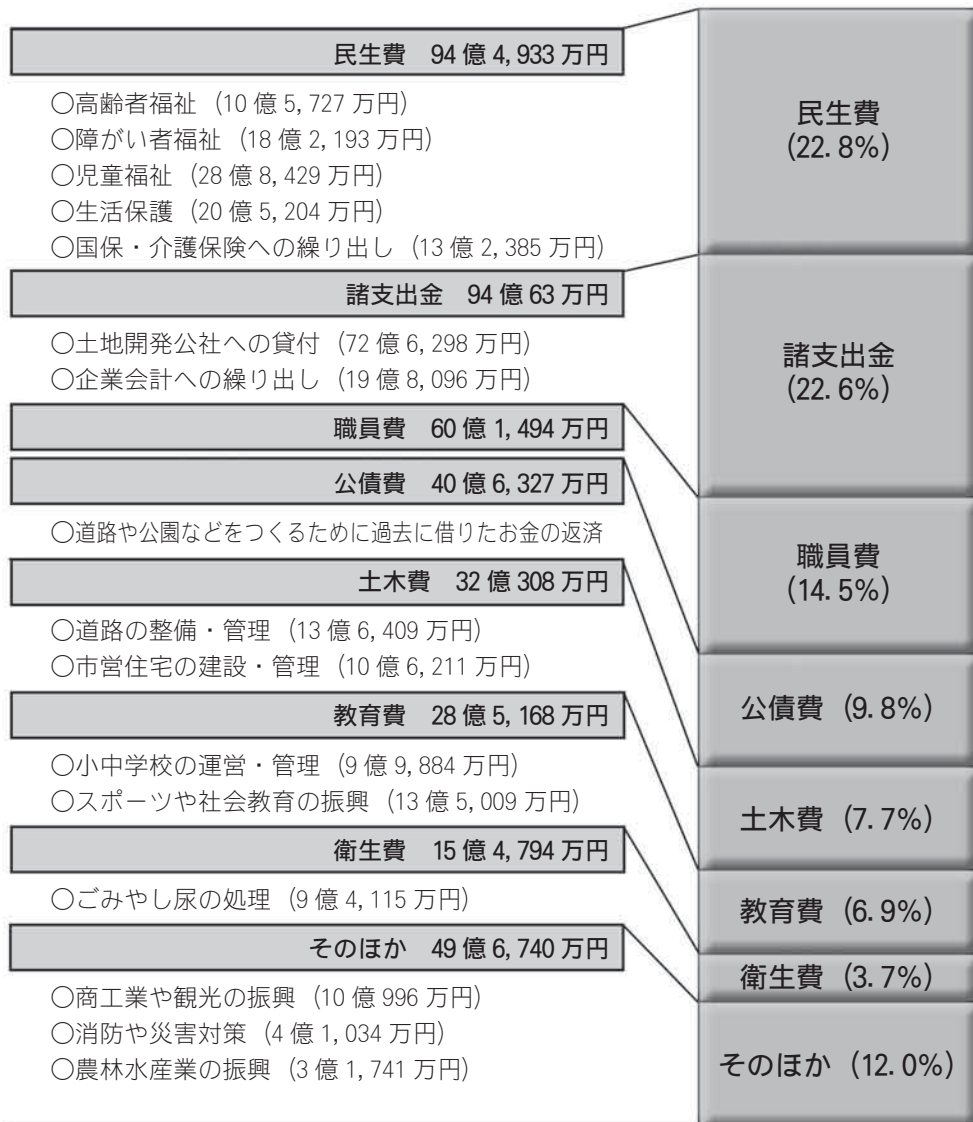 民生費 94億4,933万円
○高齢者福祉（10億5,727万円）
○障がい者福祉（18億2,193万円）
○児童福祉（28億8,429万円）
○生活保護（20億5,204万円）
○国保・介護保険への繰り出し（13億2,385万円）
諸支出金 94億63万円
○土地開発公社への貸付（72億6,298万円）
○企業会計への繰り出し（19億8,096万円）
職員費 60億1,494万円
公債費 40億6,327万円
○道路や公園などをつくるために過去に借りたお金の返済
土木費 32億308万円
○道路の整備・管理（13億6,409万円）
○市営住宅の建設・管理（10億6,211万円）
教育費 28億5,168万円
○小中学校の運営・管理（9億9,884万円）
○スポーツや社会教育の振興（13億5,009万円）
衛生費 15億4,794万円
○ごみやし尿の処理（9億4,115万円）
そのほか 49億6,740万円
○商工業や観光の振興（10億996万円）
○消防や災害対策（4億1,034万円）
○農林水産業の振興（3億1,741万円）
民生費
(22.8%)
諸支出金
(22.6%)
職員費
(14.5%)
公債費（9.8%）
土木費（7.7%）
教育費（6.9%）
衛生費（3.7%）
そのほか（12.0%）